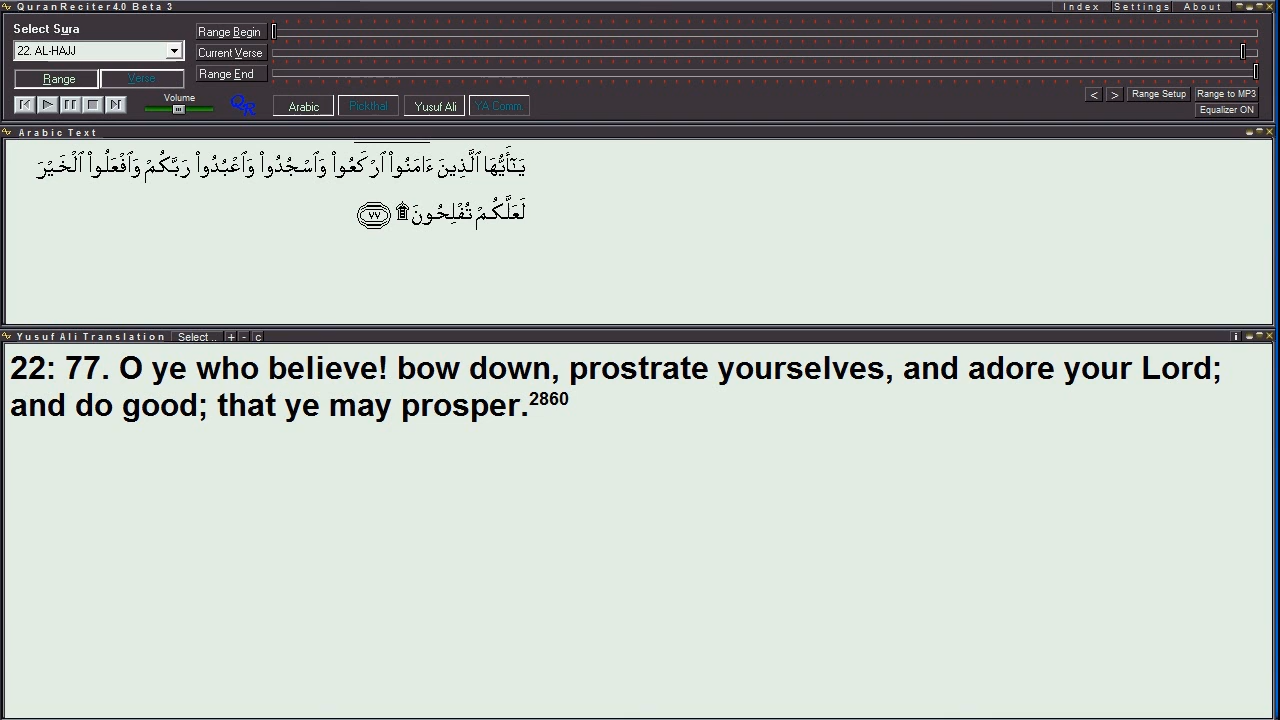 QuranReciter4.0 Beta 3
Index Settings About
Select Sura
22. AL-HAJJ
Range Verse
Volume
QR
Range Begin
Current Verse
Range End
Arabic Pickthal Yusuf Ali YA Comm.
< > Range Setup Range to MP3
Equalizer ON
Arabic Text
يَـٰٓأَيُّهَا ٱلَّذِينَ ءَامَنُوا۟ ٱرْكَعُوا۟ وَٱسْجُدُوا۟ وَٱعْبُدُوا۟ رَبَّكُمْ وَٱفْعَلُوا۟ ٱلْخَيْرَ
لَعَلَّكُمْ تُفْلِحُونَ ۩ ٧٧
Yusuf Ali Translation Select .. + - c i
22: 77. O ye who believe! bow down, prostrate yourselves, and adore your Lord;
and do good; that ye may prosper.2860